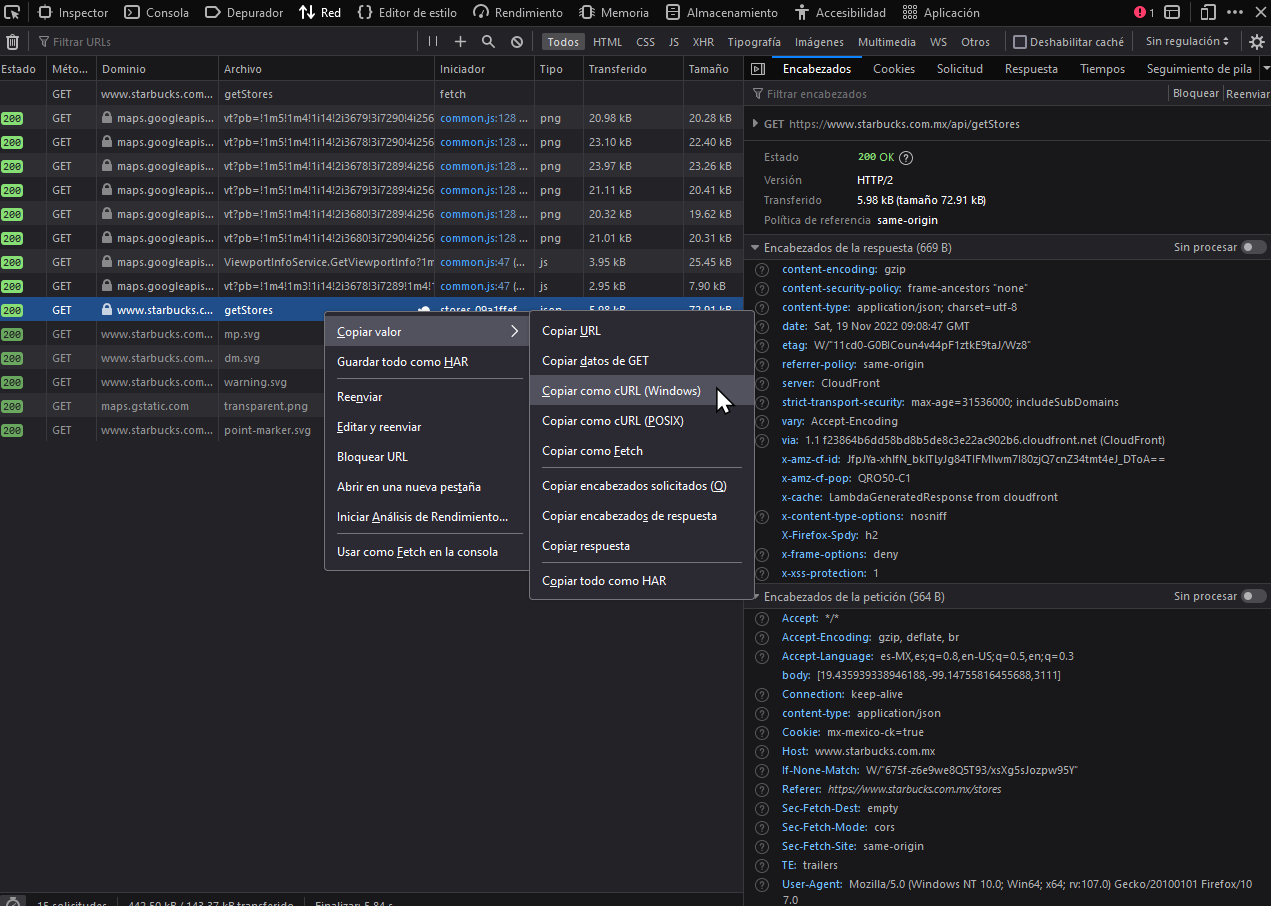 Inspector Consola Depurador Red Editor de estilo Rendimiento Memoria Almacenamiento Accesibilidad Aplicación 1
Filtrar URLs Todos HTML CSS JS XHR Tipografía Imágenes Multimedia WS Otros Deshabilitar caché Sin regulación
Estado Méto... Dominio Archivo Iniciador Tipo Transferido Tamaño
GET www.starbucks.com... getStores fetch
200 GET maps.googleapis... vt?pb=!1m5!1m4!1i14!2i3679!3i7290!4i256 common.js:128 ... png 20.98 kB 20.28 kB
200 GET maps.googleapis... vt?pb=!1m5!1m4!1i14!2i3679!3i7289!4i256 common.js:128 ... png 23.10 kB 22.40 kB
200 GET maps.googleapis... vt?pb=!1m5!1m4!1i14!2i3678!3i7289!4i256 common.js:128 ... png 23.97 kB 23.26 kB
200 GET maps.googleapis... vt?pb=!1m5!1m4!1i14!2i3678!3i7290!4i256 common.js:128 ... png 21.11 kB 20.41 kB
200 GET maps.googleapis... vt?pb=!1m5!1m4!1i14!2i3680!3i7289!4i256 common.js:128 ... png 20.32 kB 19.62 kB
200 GET maps.googleapis... vt?pb=!1m5!1m4!1i14!2i3680!3i7290!4i256 common.js:128 ... png 21.01 kB 20.31 kB
200 GET maps.googleapis... ViewportInfoService.GetViewportInfo?1m common.js:47 (... js 3.95 kB 25.45 kB
200 GET maps.googleapis... vt?pb=!1m4!1m3!1i14!2i3678!3i7289!1m4!1 common.js:47 (... js 2.95 kB 7.90 kB
200 GET www.starbucks.c... getStores stores-09a1ffef... json 5.98 kB 72.91 kB
200 GET www.starbucks.com... mp.svg
200 GET www.starbucks.com... dm.svg
200 GET www.starbucks.com... warning.svg
200 GET maps.gstatic.com transparent.png
200 GET www.starbucks.com... point-marker.svg
Copiar valor
Guardar todo como HAR
Reenviar
Editar y reenviar
Bloquear URL
Abrir en una nueva pestaña
Iniciar Análisis de Rendimiento...
Usar como Fetch en la consola
Copiar URL
Copiar datos de GET
Copiar como cURL (Windows)
Copiar como cURL (POSIX)
Copiar como Fetch
Copiar encabezados solicitados (Q)
Copiar encabezados de respuesta
Copiar respuesta
Copiar todo como HAR
15 solicitudes 442.50 kB / 143.37 kB transferido Finalizar: 5.84 s
Encabezados Cookies Solicitud Respuesta Tiempos Seguimiento de pila
Filtrar encabezados Bloquear Reenviar
GET https://www.starbucks.com.mx/api/getStores
Estado 200 OK
Versión HTTP/2
Transferido 5.98 kB (tamaño 72.91 kB)
Política de referencia same-origin
Encabezados de la respuesta (669 B) Sin procesar
content-encoding: gzip
content-security-policy: frame-ancestors "none"
content-type: application/json; charset=utf-8
date: Sat, 19 Nov 2022 09:08:47 GMT
etag: W/"11cd0-G0BlCoun4v44pF1ztkE9taJ/Wz8"
referrer-policy: same-origin
server: CloudFront
strict-transport-security: max-age=31536000; includeSubDomains
vary: Accept-Encoding
via: 1.1 f23864b6dd58bd8b5de8c3e22ac902b6.cloudfront.net (CloudFront)
x-amz-cf-id: JfpJYa-xhIfN_bkITLyJg84TIFMIwm7I80zjQ7cnZ34tmt4eJ_DToA==
x-amz-cf-pop: QRO50-C1
x-cache: LambdaGeneratedResponse from cloudfront
x-content-type-options: nosniff
X-Firefox-Spdy: h2
x-frame-options: deny
x-xss-protection: 1
Encabezados de la petición (564 B) Sin procesar
Accept: */*
Accept-Encoding: gzip, deflate, br
Accept-Language: es-MX,es;q=0.8,en-US;q=0.5,en;q=0.3
body: [19.435939338946188,-99.14755816455688,3111]
Connection: keep-alive
content-type: application/json
Cookie: mx-mexico-ck=true
Host: www.starbucks.com.mx
If-None-Match: W/"675f-z6e9we8Q5T93/xsXg5sJozpw95Y"
Referer: https://www.starbucks.com.mx/stores
Sec-Fetch-Dest: empty
Sec-Fetch-Mode: cors
Sec-Fetch-Site: same-origin
TE: trailers
User-Agent: Mozilla/5.0 (Windows NT 10.0; Win64; x64; rv:107.0) Gecko/20100101 Firefox/10
7.0